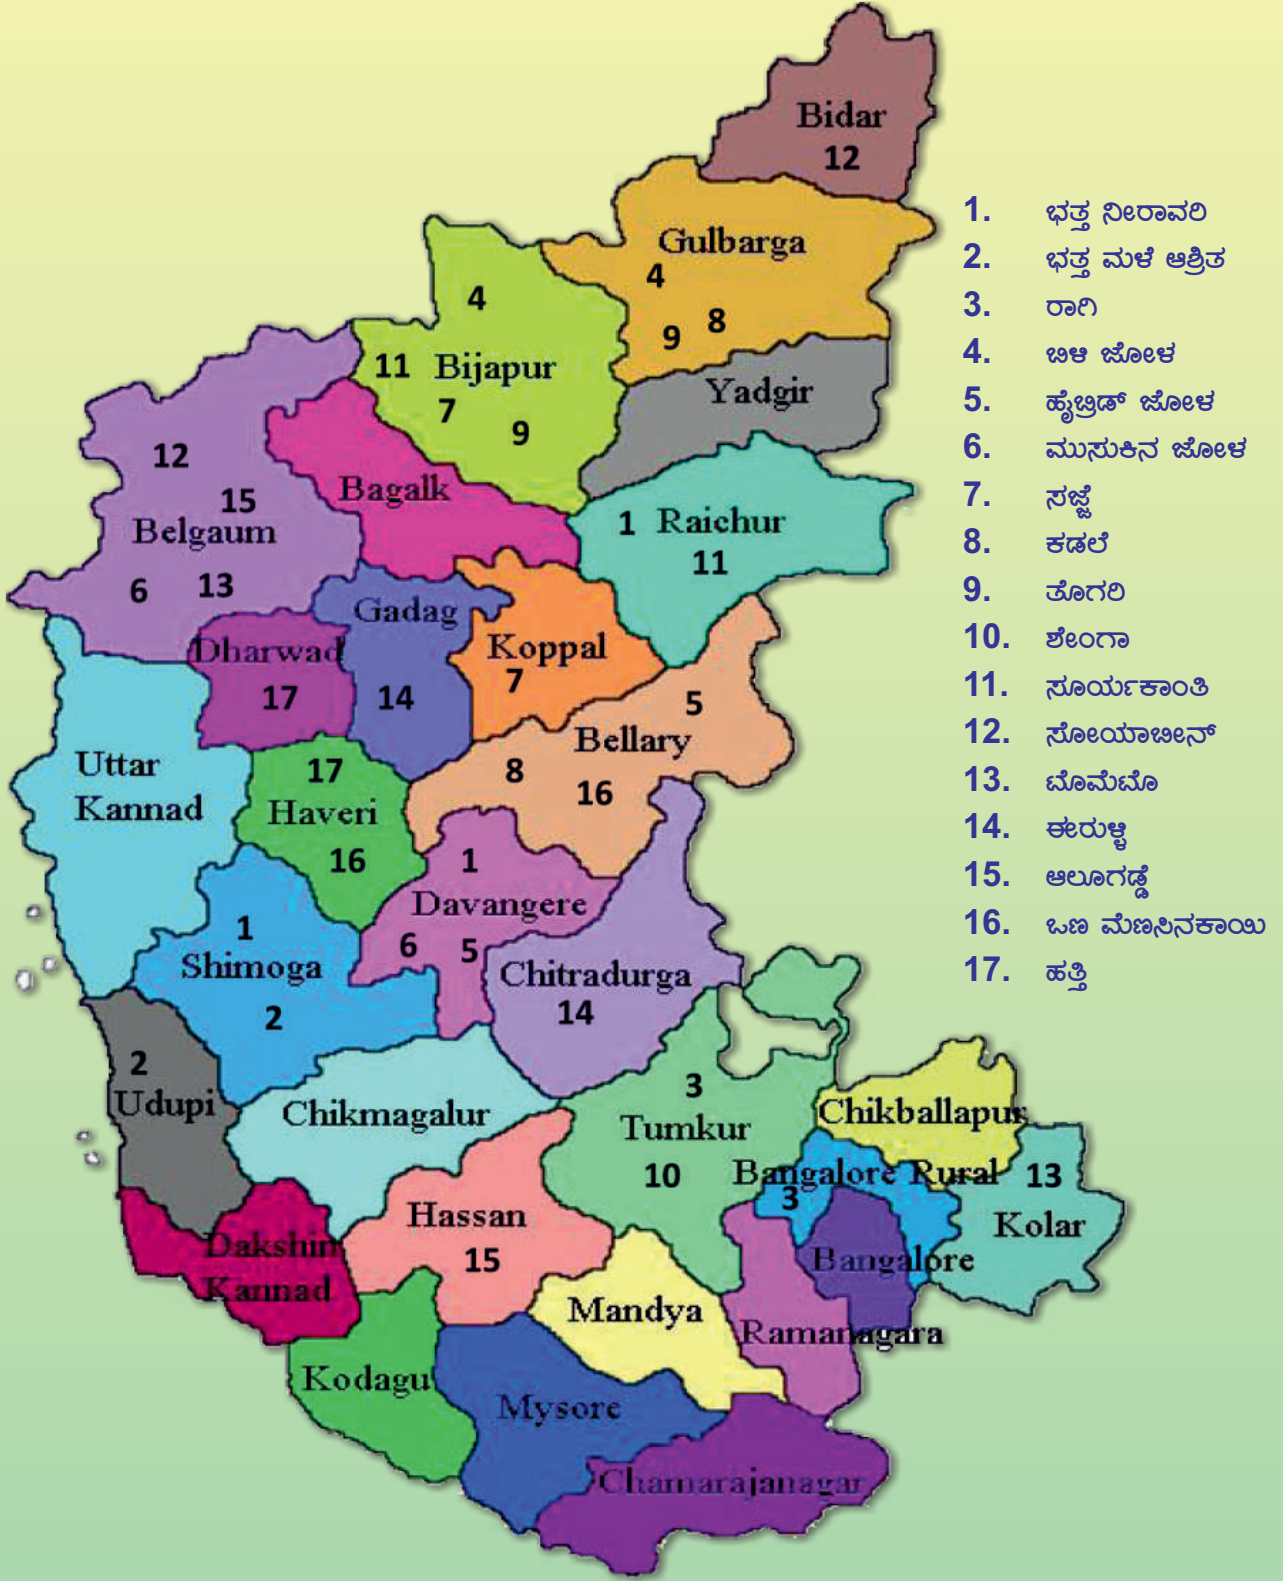 Bidar
12
Gulbarga
4
9 8
4
11 Bijapur
7
9
Yadgir
12
15
Belgaum
6 13
Bagalk
1 Raichur
11
Gadag
14
Dharwad
17
Koppal
7
5
Bellary
8
16
Uttar
Kannad
17
Haveri
16
1
Davangere
6 5
1
Shimoga
2
Chitradurga
14
2
Udupi
Chikmagalur
3
Tumkur
10
Chikballapur
Bangalore Rural
3
13
Kolar
Hassan
15
Dakshin
Kannad
Bangalore
Mandya
Ramanagara
Kodagu
Mysore
Chamarajanagar
1. ಭತ್ತ ನೀರಾವರಿ
2. ಭತ್ತ ಮಳೆ ಆಶ್ರಿತ
3. ರಾಗಿ
4. ಬಿಳಿ ಜೋಳ
5. ಹೈಬ್ರಿಡ್ ಜೋಳ
6. ಮುಸುಕಿನ ಜೋಳ
7. ಸಜ್ಜೆ
8. ಕಡಲೆ
9. ತೊಗರಿ
10. ಶೇಂಗಾ
11. ಸೂರ್ಯಕಾಂತಿ
12. ಸೋಯಾಬೀನ್
13. ಟೊಮೆಟೊ
14. ಈರುಳ್ಳಿ
15. ಆಲೂಗಡ್ಡೆ
16. ಒಣ ಮೆಣಸಿನಕಾಯಿ
17. ಹತ್ತಿ